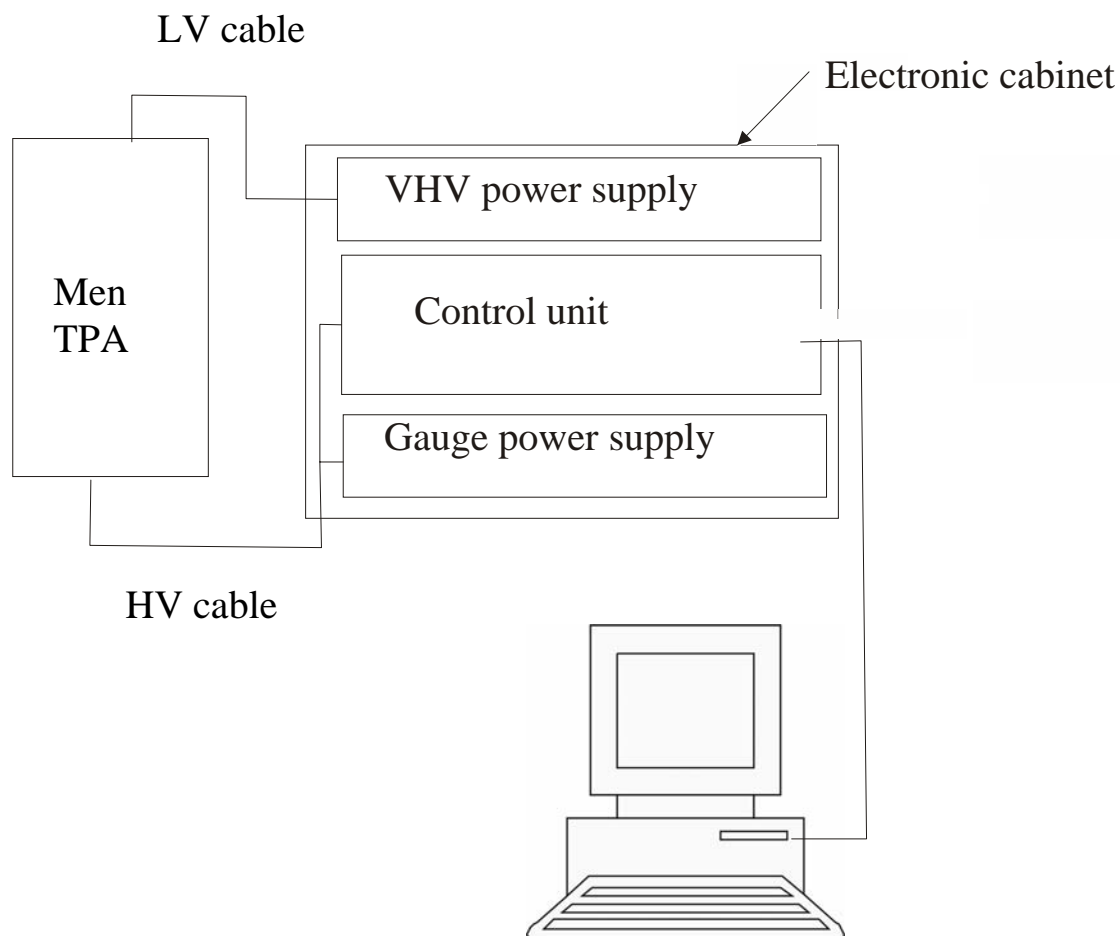 LV cable
Electronic cabinet
VHV power supply
Men
TPA
Control unit
Gauge power supply
HV cable